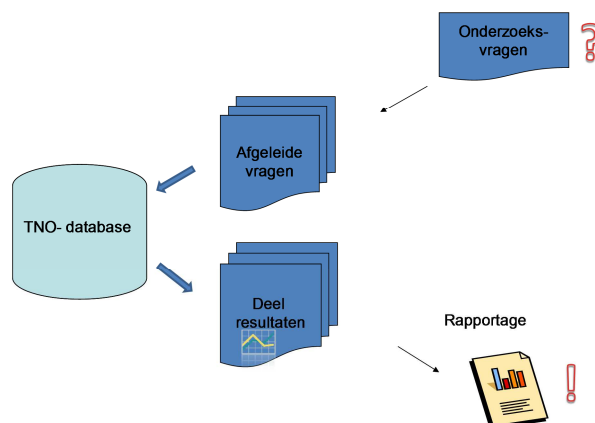 Onderzoeks-
vragen
?
Afgeleide
vragen
TNO- database
Deel
resultaten
Rapportage
!